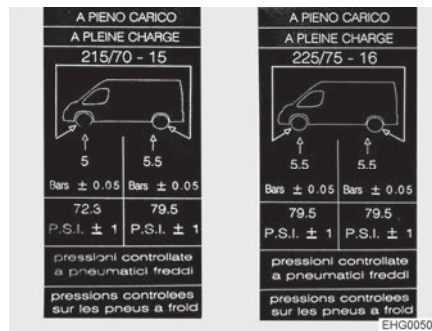 A PIENO CARICO
A PLEINE CHARGE
215/70 - 15
5
5.5
Bars ± 0.05
Bars ± 0.05
72.3
79.5
P.S.I. ± 1
P.S.I. ± 1
pressioni controllate
a pneumatici freddi
pressions controlees
sur les pneus a froid
A PIENO CARICO
A PLEINE CHARGE
225/75 - 16
5.5
5.5
Bars ± 0.05
Bars ± 0.05
79.5
79.5
P.S.I. ± 1
P.S.I. ± 1
pressioni controllate
a pneumatici freddi
pressions controlees
sur les pneus a froid
EHG0050